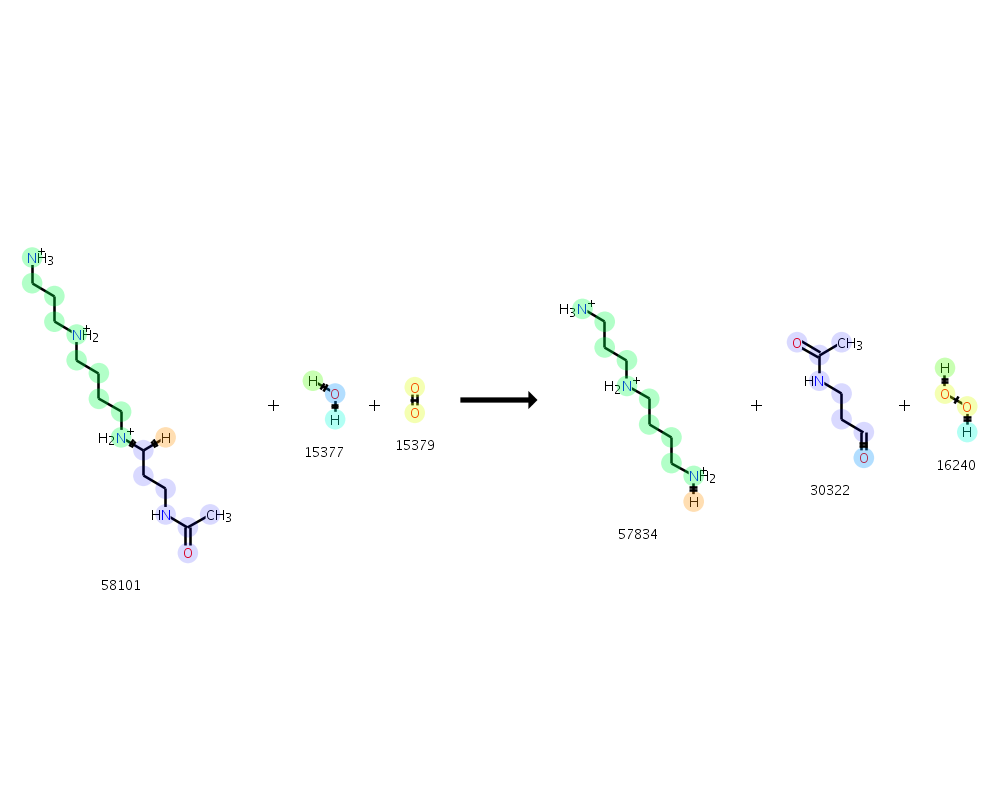 NH3+
NH2+
H2N+ H
HN
CH3
O
58101
+
H
O
H
15377
+
O
O
15379
H3N+
H2N+
NH2+
H
57834
+
O
CH3
HN
O
30322
+
H
O
O
H
16240